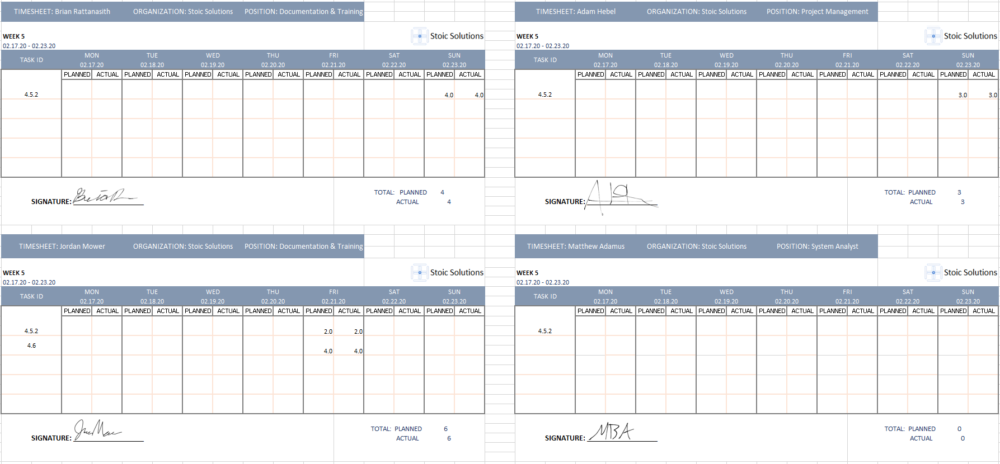 TIMESHEET: Brian Rattanasith ORGANIZATION: Stoic Solutions POSITION: Documentation & Training
WEEK 5 Stoic Solutions
02.17.20 - 02.23.20
TASK ID MON TUE WED THU FRI SAT SUN
02.17.20 02.18.20 02.19.20 02.20.20 02.21.20 02.22.20 02.23.20
PLANNED ACTUAL PLANNED ACTUAL PLANNED ACTUAL PLANNED ACTUAL PLANNED ACTUAL PLANNED ACTUAL PLANNED ACTUAL
4.5.2 4.0 4.0
TOTAL: PLANNED 4
SIGNATURE: ACTUAL 4
TIMESHEET: Adam Hebel ORGANIZATION: Stoic Solutions POSITION: Project Management
WEEK 5 Stoic Solutions
02.17.20 - 02.23.20
TASK ID MON TUE WED THU FRI SAT SUN
02.17.20 02.18.20 02.19.20 02.20.20 02.21.20 02.22.20 02.23.20
PLANNED ACTUAL PLANNED ACTUAL PLANNED ACTUAL PLANNED ACTUAL PLANNED ACTUAL PLANNED ACTUAL PLANNED ACTUAL
4.5.2 3.0 3.0
TOTAL: PLANNED 3
SIGNATURE: ACTUAL 3
TIMESHEET: Jordan Mower ORGANIZATION: Stoic Solutions POSITION: Documentation & Training
WEEK 5 Stoic Solutions
02.17.20 - 02.23.20
TASK ID MON TUE WED THU FRI SAT SUN
02.17.20 02.18.20 02.19.20 02.20.20 02.21.20 02.22.20 02.23.20
PLANNED ACTUAL PLANNED ACTUAL PLANNED ACTUAL PLANNED ACTUAL PLANNED ACTUAL PLANNED ACTUAL PLANNED ACTUAL
4.5.2 2.0 2.0
4.6 4.0 4.0
TOTAL: PLANNED 6
SIGNATURE: ACTUAL 6
TIMESHEET: Matthew Adamus ORGANIZATION: Stoic Solutions POSITION: System Analyst
WEEK 5 Stoic Solutions
02.17.20 - 02.23.20
TASK ID MON TUE WED THU FRI SAT SUN
02.17.20 02.18.20 02.19.20 02.20.20 02.21.20 02.22.20 02.23.20
PLANNED ACTUAL PLANNED ACTUAL PLANNED ACTUAL PLANNED ACTUAL PLANNED ACTUAL PLANNED ACTUAL PLANNED ACTUAL
4.5.2
TOTAL: PLANNED 0
SIGNATURE: MBA ACTUAL 0